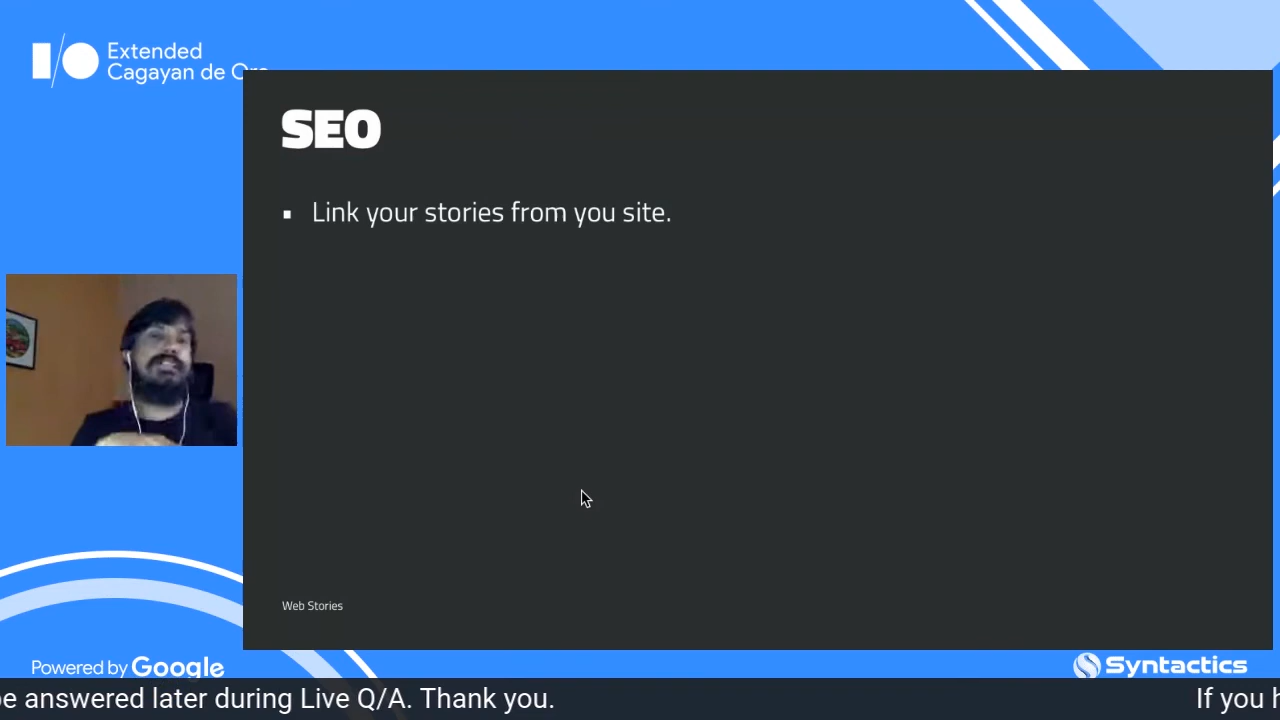 Extended
Cagayan de Oro
SEO
▪ Link your stories from you site.
Web Stories
Powered by Google
Syntactics
be answered later during Live Q/A. Thank you.
If you h